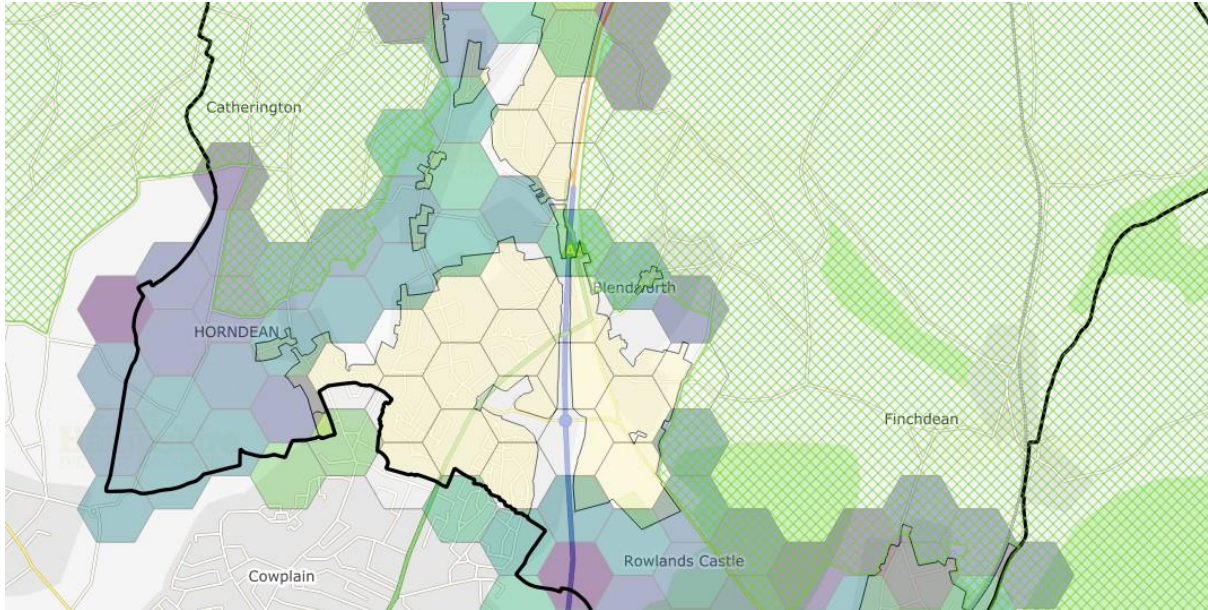 Catherington
Blendworth
HORNDEAN
Finchdean
Rowlands Castle
Cowplain